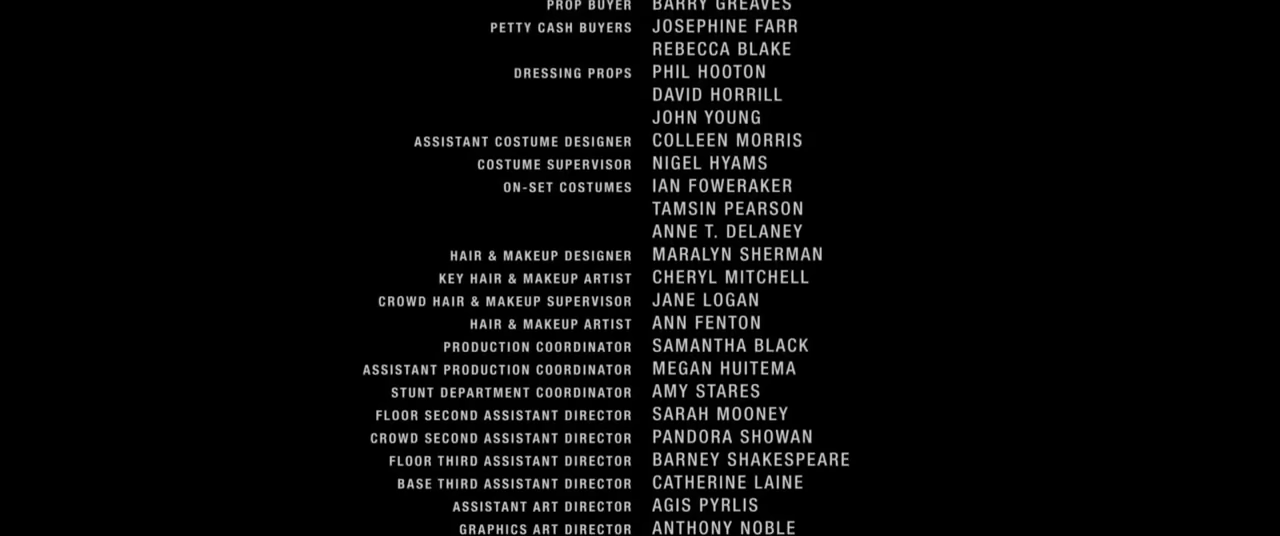 PROP BUYER BARRY GREAVES
PETTY CASH BUYERS JOSEPHINE FARR
REBECCA BLAKE
DRESSING PROPS PHIL HOOTON
DAVID HORRILL
JOHN YOUNG
ASSISTANT COSTUME DESIGNER COLLEEN MORRIS
COSTUME SUPERVISOR NIGEL HYAMS
ON-SET COSTUMES IAN FOWERAKER
TAMSIN PEARSON
ANNE T. DELANEY
HAIR & MAKEUP DESIGNER MARALYN SHERMAN
KEY HAIR & MAKEUP ARTIST CHERYL MITCHELL
CROWD HAIR & MAKEUP SUPERVISOR JANE LOGAN
HAIR & MAKEUP ARTIST ANN FENTON
PRODUCTION COORDINATOR SAMANTHA BLACK
ASSISTANT PRODUCTION COORDINATOR MEGAN HUITEMA
STUNT DEPARTMENT COORDINATOR AMY STARES
FLOOR SECOND ASSISTANT DIRECTOR SARAH MOONEY
CROWD SECOND ASSISTANT DIRECTOR PANDORA SHOWAN
FLOOR THIRD ASSISTANT DIRECTOR BARNEY SHAKESPEARE
BASE THIRD ASSISTANT DIRECTOR CATHERINE LAINE
ASSISTANT ART DIRECTOR AGIS PYRLIS
GRAPHICS ART DIRECTOR ANTHONY NOBLE